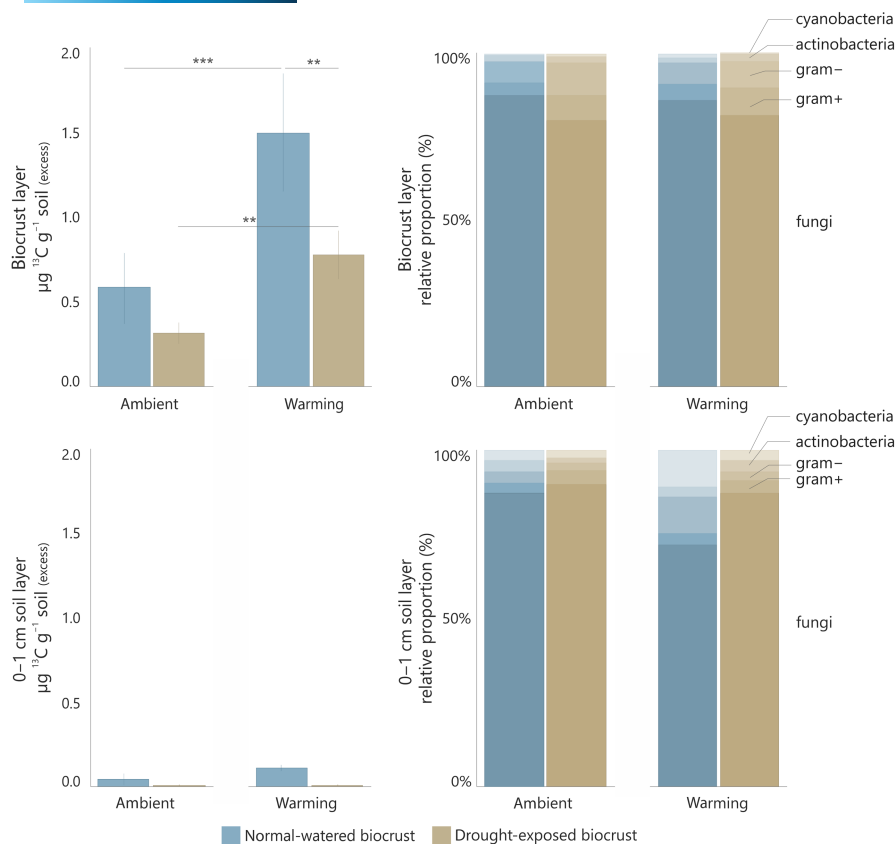 2.0
1.5
1.0
0.5
0.0
Biocrust layer
µg ¹³C g⁻¹ soil (excess)
***
**
**
Ambient
Warming
100%
50%
0%
Biocrust layer
relative proportion (%)
Ambient
Warming
cyanobacteria
actinobacteria
gram−
gram+
fungi
2.0
1.5
1.0
0.5
0.0
0−1 cm soil layer
µg ¹³C g⁻¹ soil (excess)
Ambient
Warming
100%
50%
0%
0−1 cm soil layer
relative proportion (%)
Ambient
Warming
cyanobacteria
actinobacteria
gram−
gram+
fungi
Normal-watered biocrust
Drought-exposed biocrust